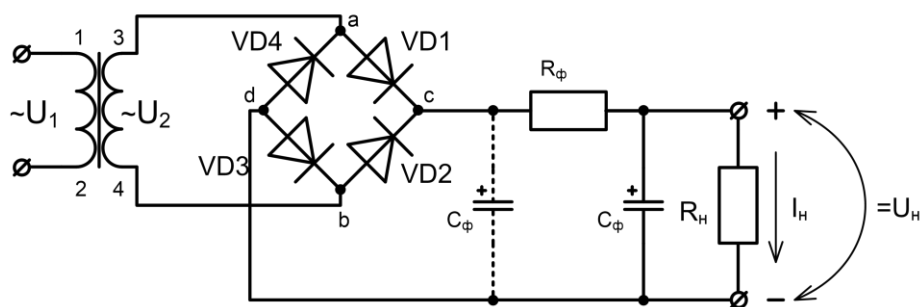 1
3
a
VD4
VD1
Rф
d
c
+
~U1
~U2
VD3
VD2
+
Cф
+
Cф
Rн
Iн
=Uн
2
4
b
−